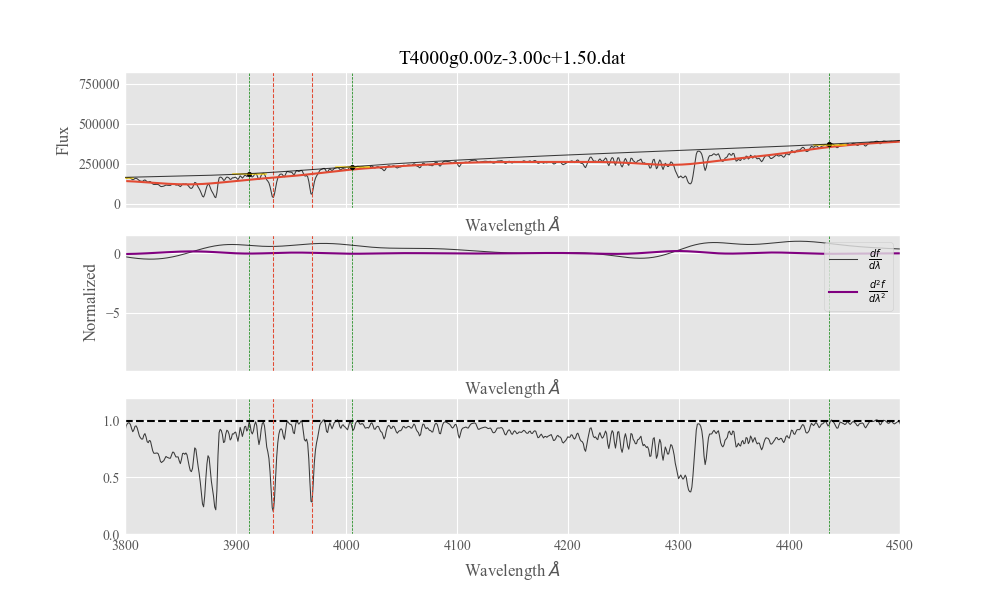 T4000g0.00z-3.00c+1.50.dat
750000
500000
250000
0
Flux
Wavelength Å
0
−5
Normalized
df/dλ
d²f/dλ²
Wavelength Å
1.0
0.5
0.0
3800 3900 4000 4100 4200 4300 4400 4500
Wavelength Å